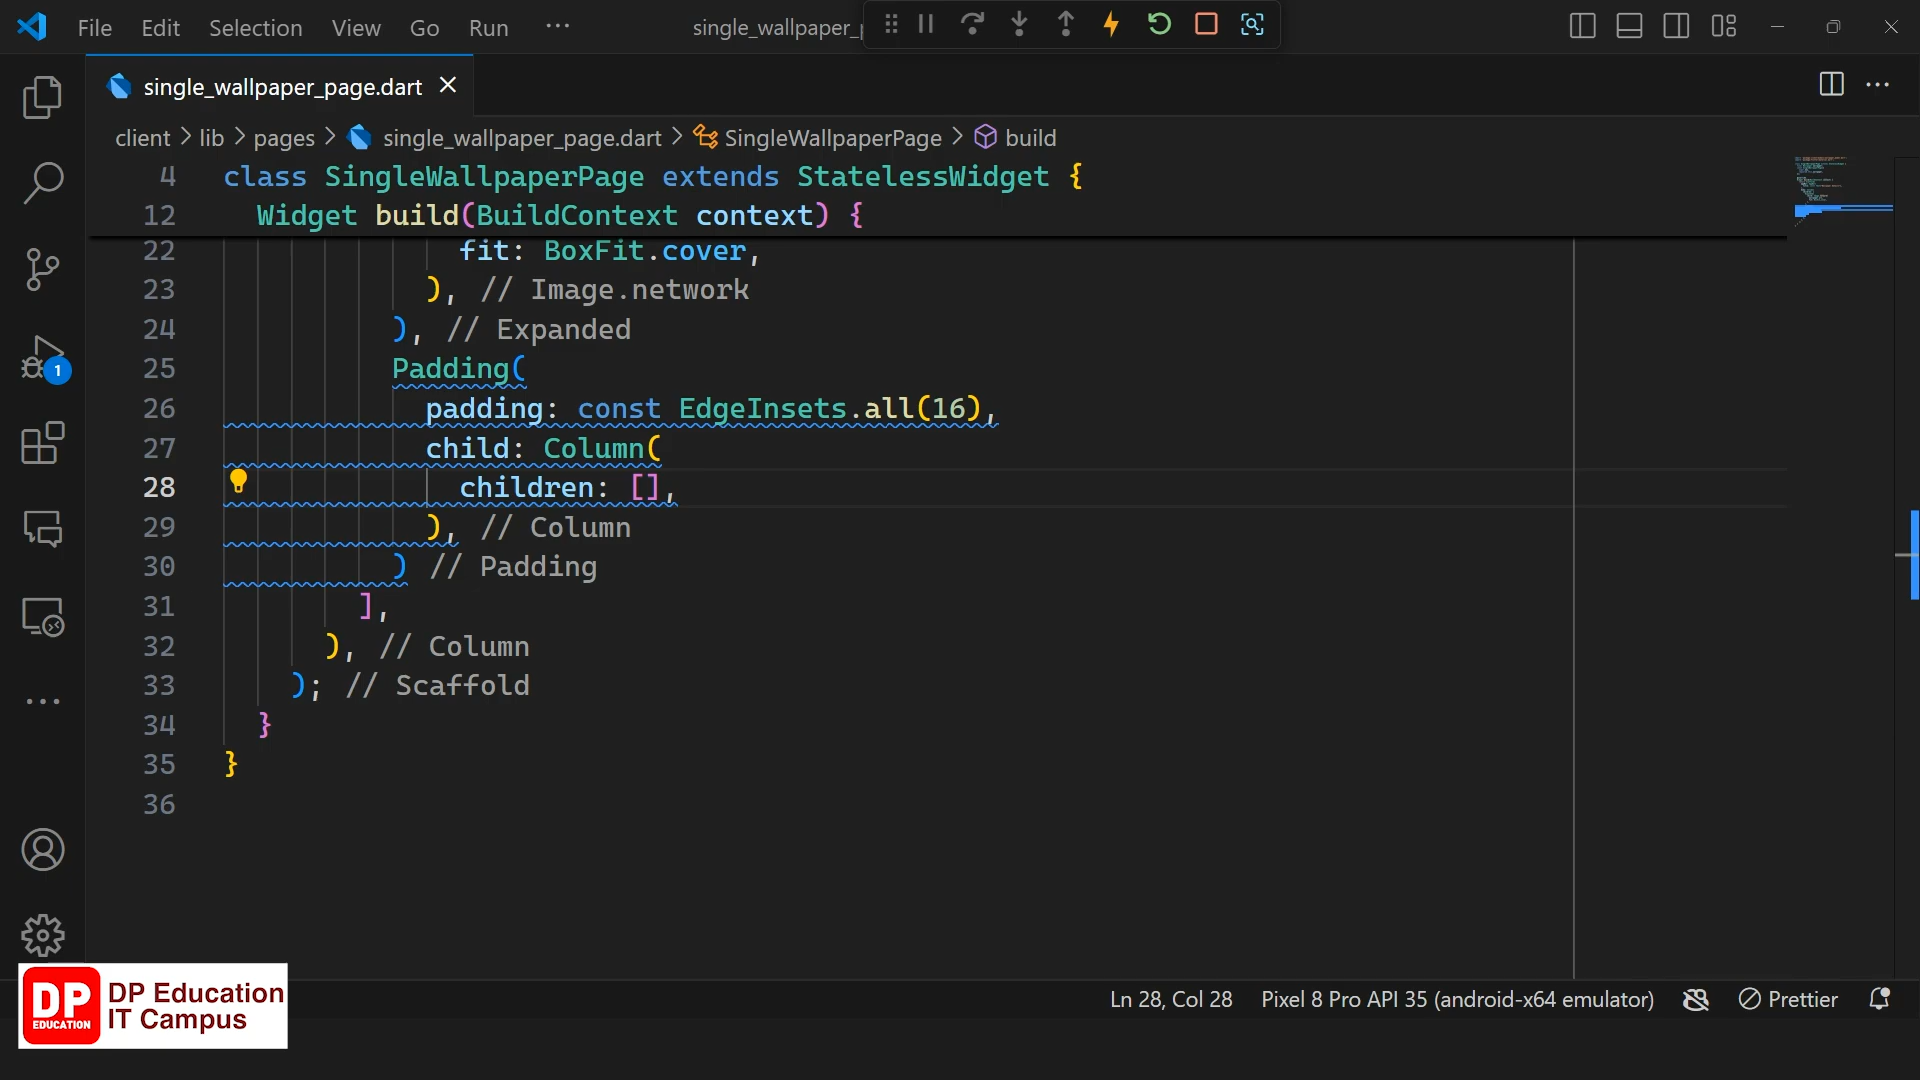 File Edit Selection View Go Run ...
single_wallpaper_
single_wallpaper_page.dart
client > lib > pages > single_wallpaper_page.dart > SingleWallpaperPage > build
4 class SingleWallpaperPage extends StatelessWidget {
12 Widget build(BuildContext context) {
22 fit: BoxFit.cover,
23 ), // Image.network
24 ), // Expanded
25 Padding(
26 padding: const EdgeInsets.all(16),
27 child: Column(
28 children: [],
29 ), // Column
30 ) // Padding
31 ],
32 ), // Column
33 ); // Scaffold
34 }
35 }
36
1
DP EDUCATION
DP Education
IT Campus
Ln 28, Col 28 Pixel 8 Pro API 35 (android-x64 emulator) Prettier